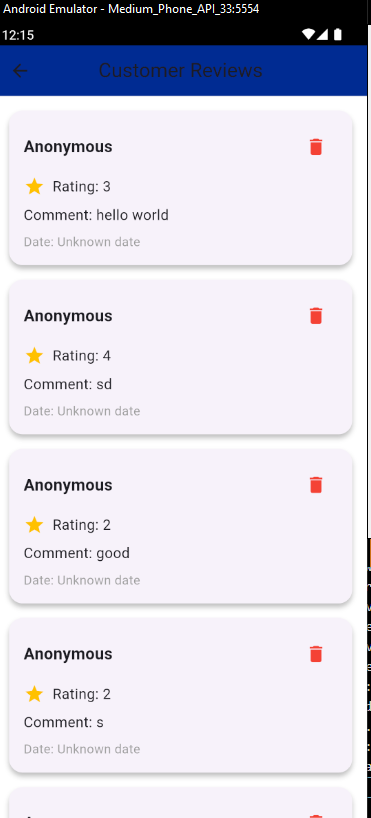 Android Emulator - Medium_Phone_API_33:5554
12:15
Customer Reviews
Anonymous
Rating: 3
Comment: hello world
Date: Unknown date
Anonymous
Rating: 4
Comment: sd
Date: Unknown date
Anonymous
Rating: 2
Comment: good
Date: Unknown date
Anonymous
Rating: 2
Comment: s
Date: Unknown date